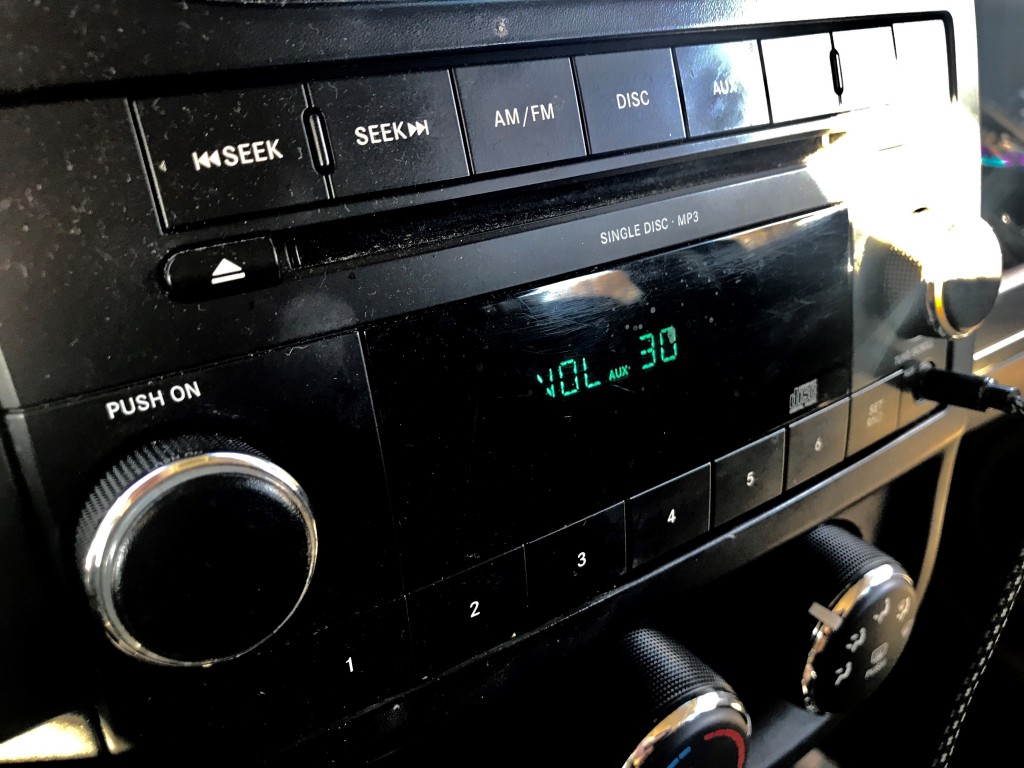 SEEK
SEEK
AM/FM
DISC
AUX
SINGLE DISC · MP3
PUSH ON
VOL AUX 30
1
2
3
4
5
6
SET